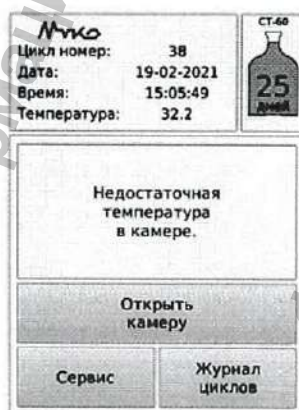 Мико
Цикл номер: 38
Дата: 19-02-2021
Время: 15:05:49
Температура: 32.2
СТ-60
25
дней
Недостаточная
температура
в камере.
Открыть
камеру
Сервис
Журнал
циклов